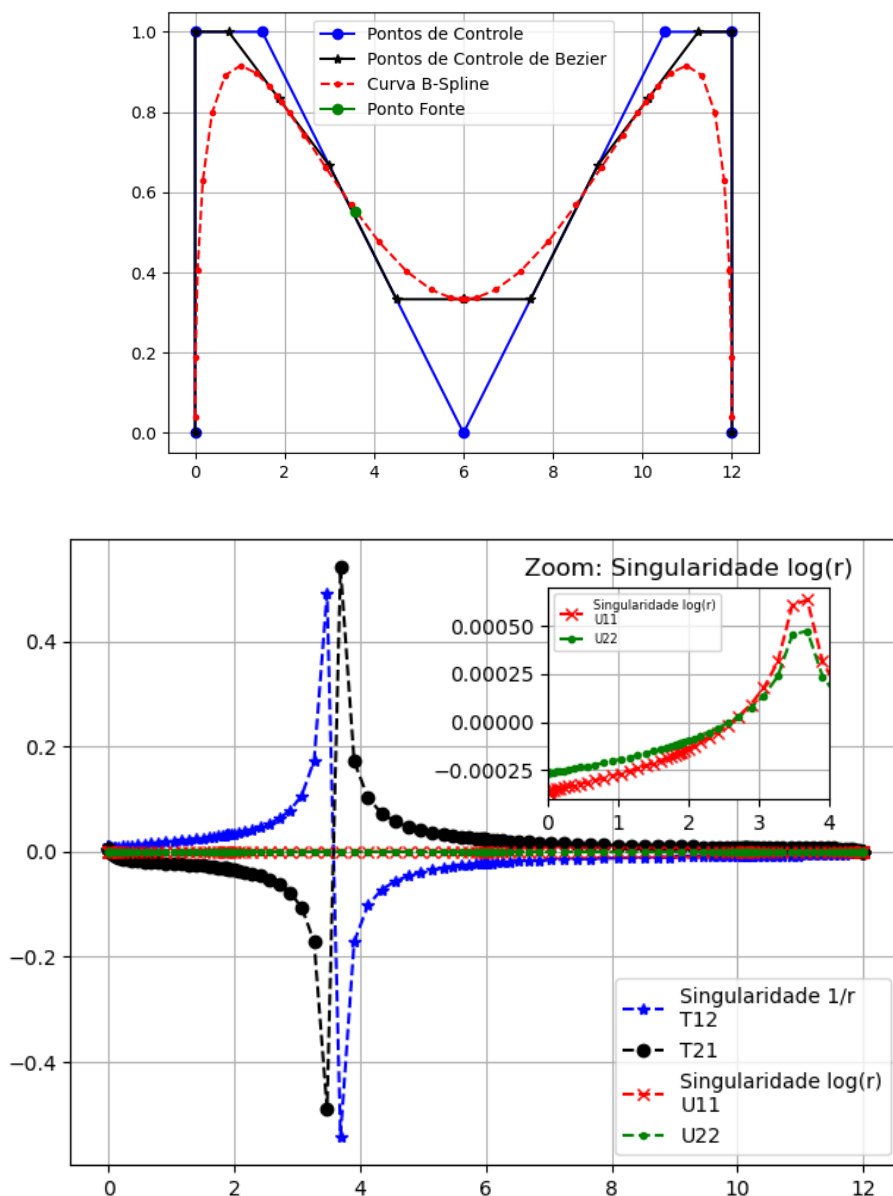 1.0
0.8
0.6
0.4
0.2
0.0
0 2 4 6 8 10 12
Pontos de Controle
Pontos de Controle de Bezier
Curva B-Spline
Ponto Fonte
Zoom: Singularidade log(r)
Singularidade log(r)
U11
U22
0.00050
0.00025
0.00000
−0.00025
0 1 2 3 4
0.4
0.2
0.0
−0.2
−0.4
Singularidade 1/r
T12
T21
Singularidade log(r)
U11
U22
0 2 4 6 8 10 12